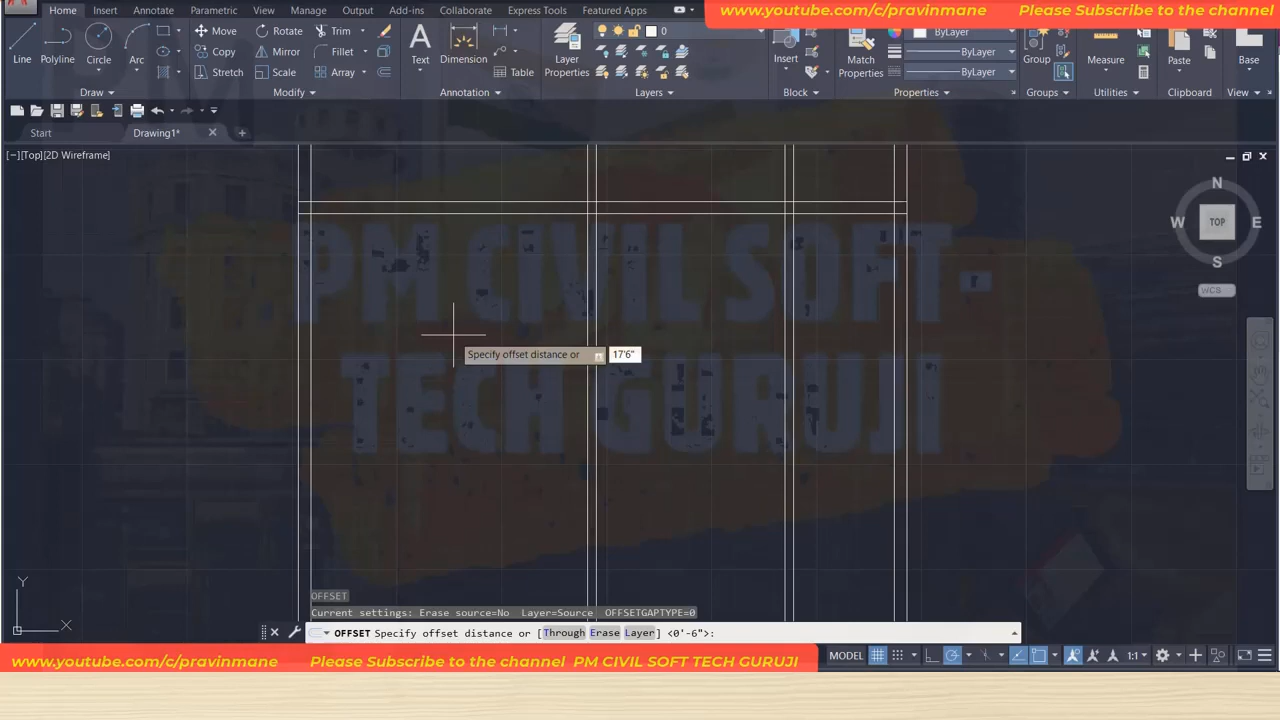 www.youtube.com/c/pravinmane Please Subscribe to the channel
Home Insert Annotate Parametric View Manage Output Add-ins Collaborate Express Tools Featured Apps
Line Polyline Circle Arc
Move Rotate Trim
Copy Mirror Fillet
Stretch Scale Array
Text Dimension Table
Layer Properties
0
Insert
Match Properties
ByLayer
ByLayer
ByLayer
Group
Measure
Paste
Base
Draw Modify Annotation Layers Block Properties Groups Utilities Clipboard View
Start Drawing1*
[−][Top][2D Wireframe]
N
W TOP E
S
WCS
PM CIVIL SOFT -
TECH GURUJI
Specify offset distance or 17'6"
Y
X
OFFSET
Current settings: Erase source=No Layer=Source OFFSETGAPTYPE=0
OFFSET Specify offset distance or [Through Erase Layer] <0'-6">:
www.youtube.com/c/pravinmane Please Subscribe to the channel PM CIVIL SOFT TECH GURUJI
MODEL 1:1